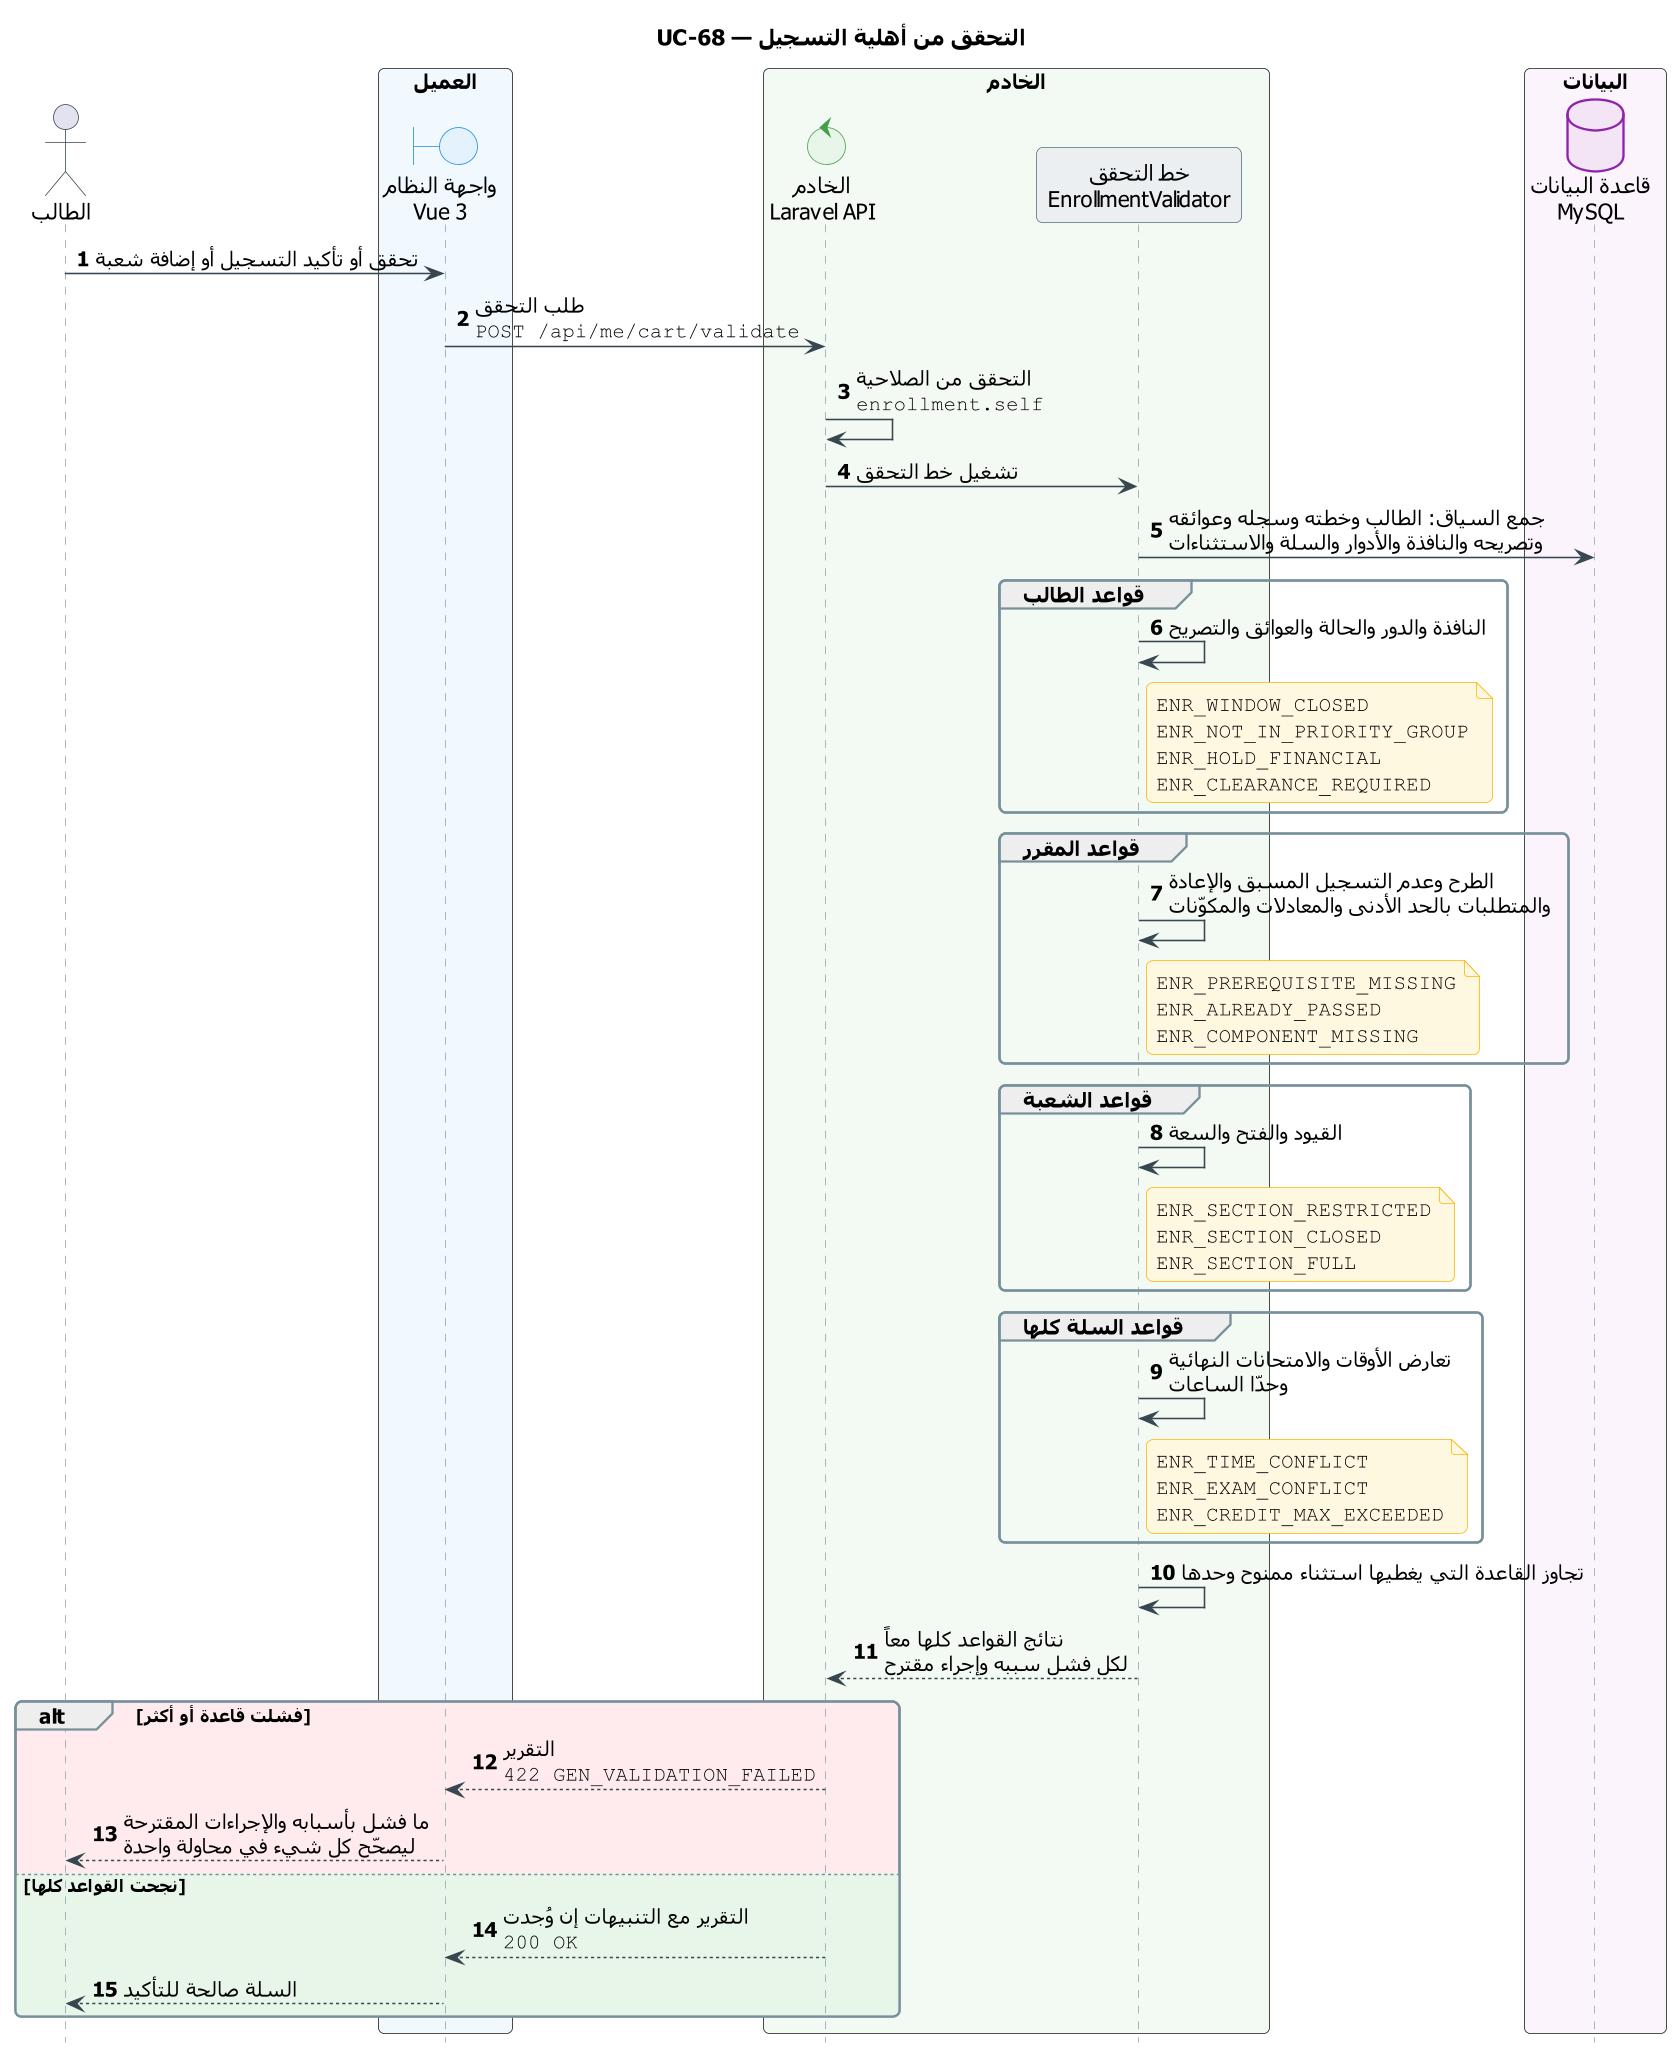 UC-68 — التحقق من أهلية التسجيل
العميل
الخادم
البيانات
الطالب
واجهة النظام
Vue 3
الخادم
Laravel API
خط التحقق
EnrollmentValidator
قاعدة البيانات
MySQL
1 تحقق أو تأكيد التسجيل أو إضافة شعبة
2 طلب التحقق
POST /api/me/cart/validate
3 التحقق من الصلاحية
enrollment.self
4 تشغيل خط التحقق
5 جمع السياق: الطالب وخطته وسجله وعوائقه
وتصريحه والنافذة والأدوار والسلة والاستثناءات
قواعد الطالب
6 النافذة والدور والحالة والعوائق والتصريح
ENR_WINDOW_CLOSED
ENR_NOT_IN_PRIORITY_GROUP
ENR_HOLD_FINANCIAL
ENR_CLEARANCE_REQUIRED
قواعد المقرر
7 الطرح وعدم التسجيل المسبق والإعادة
والمتطلبات بالحد الأدنى والمعادلات والمكوّنات
ENR_PREREQUISITE_MISSING
ENR_ALREADY_PASSED
ENR_COMPONENT_MISSING
قواعد الشعبة
8 القيود والفتح والسعة
ENR_SECTION_RESTRICTED
ENR_SECTION_CLOSED
ENR_SECTION_FULL
قواعد السلة كلها
9 تعارض الأوقات والامتحانات النهائية
وحدّا الساعات
ENR_TIME_CONFLICT
ENR_EXAM_CONFLICT
ENR_CREDIT_MAX_EXCEEDED
10 تجاوز القاعدة التي يغطيها استثناء ممنوح وحدها
11 نتائج القواعد كلها معاً
لكل فشل سببه وإجراء مقترح
alt [فشلت قاعدة أو أكثر]
12 التقرير
422 GEN_VALIDATION_FAILED
13 ما فشل بأسبابه والإجراءات المقترحة
ليصحّح كل شيء في محاولة واحدة
[نجحت القواعد كلها]
14 التقرير مع التنبيهات إن وُجدت
200 OK
15 السلة صالحة للتأكيد